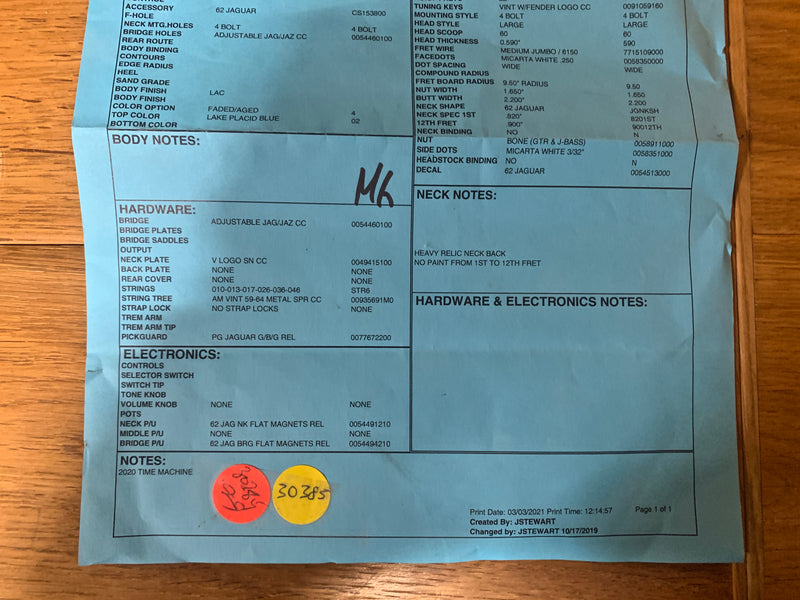 ACCESSORY 62 JAGUAR CS153800
F-HOLE
NECK MTG.HOLES 4 BOLT 4 BOLT
BRIDGE HOLES ADJUSTABLE JAG/JAZ CC 0054460100
REAR ROUTE
BODY BINDING
CONTOURS
EDGE RADIUS
HEEL
SAND GRADE
BODY FINISH LAC
COLOR OPTION FADED/AGED 4
TOP COLOR LAKE PLACID BLUE 02
BOTTOM COLOR
BODY NOTES:
MK
HARDWARE:
BRIDGE ADJUSTABLE JAG/JAZ CC 0054460100
BRIDGE PLATES
BRIDGE SADDLES
OUTPUT
NECK PLATE V LOGO SN CC 0049415100
BACK PLATE NONE NONE
REAR COVER NONE NONE
STRINGS 010-013-017-026-036-046 STR6
STRING TREE AM VINT 59-64 METAL SPR CC 00935691M0
STRAP LOCK NO STRAP LOCKS NONE
TREM ARM
TREM ARM TIP
PICKGUARD PG JAGUAR G/B/G REL 0077672200
ELECTRONICS:
CONTROLS
SELECTOR SWITCH
SWITCH TIP
TONE KNOB
VOLUME KNOB NONE NONE
POTS
NECK P/U 62 JAG NK FLAT MAGNETS REL 0054491210
MIDDLE P/U NONE NONE
BRIDGE P/U 62 JAG BRG FLAT MAGNETS REL 0054494210
TUNING KEYS VINT W/FENDER LOGO CC 0091059160
MOUNTING STYLE 4 BOLT 4 BOLT
HEAD STYLE LARGE LARGE
HEAD SCOOP 60 60
HEAD THICKNESS 0.590" 590
FRET WIRE MEDIUM JUMBO / 6150 7715109000
FACEDOTS MICARTA WHITE .250 0058350000
DOT SPACING WIDE WIDE
COMPOUND RADIUS
FRET BOARD RADIUS 9.50" RADIUS 9.50
NUT WIDTH 1.650" 1.650
BUTT WIDTH 2.200" 2.200
NECK SHAPE 62 JAGUAR JGNKSH
NECK SPEC 1ST .820" 8201ST
12TH FRET .900" 90012TH
NECK BINDING NO N
NUT BONE (GTR & J-BASS) 0058911000
SIDE DOTS MICARTA WHITE 3/32" 0058351000
HEADSTOCK BINDING NO N
DECAL 62 JAGUAR 0054513000
NECK NOTES:
HEAVY RELIC NECK BACK
NO PAINT FROM 1ST TO 12TH FRET
HARDWARE & ELECTRONICS NOTES:
NOTES:
2020 TIME MACHINE
30385
Print Date: 03/03/2021 Print Time: 12:14:57 Page 1 of 1
Created By: JSTEWART
Changed by: JSTEWART 10/17/2019